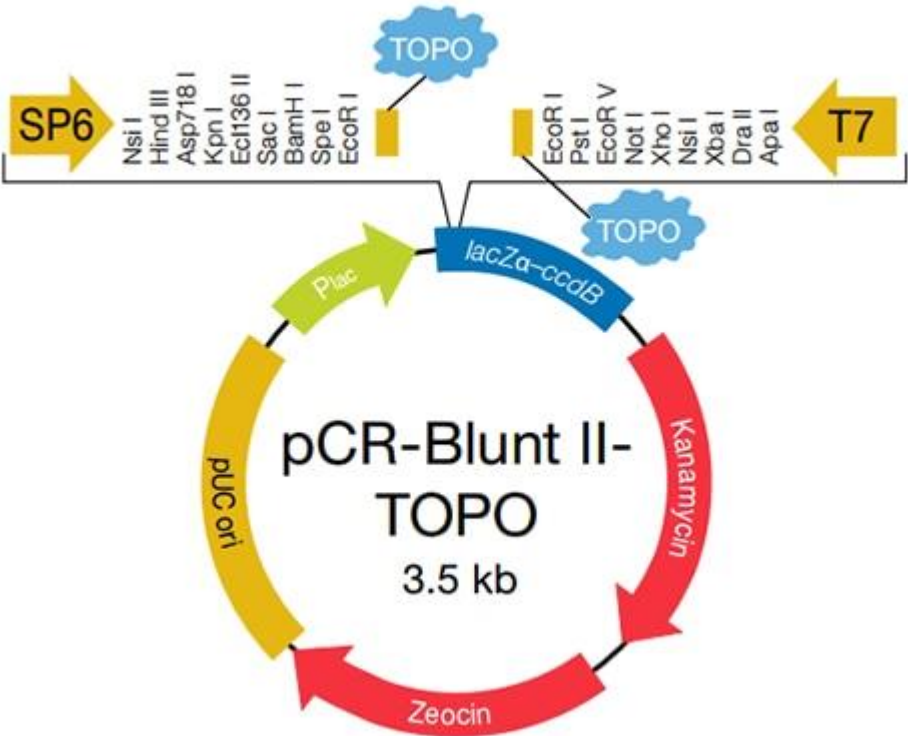 TOPO
SP6
Nsi I
Hind III
Asp718 I
Kpn I
Ecl136 II
Sac I
BamH I
Spe I
EcoR I
EcoR I
Pst I
EcoR V
Not I
Xho I
Nsi I
Xba I
Dra II
Apa I
T7
TOPO
Plac
lacZα-ccdB
Kanamycin
pUC ori
pCR-Blunt II-
TOPO
3.5 kb
Zeocin